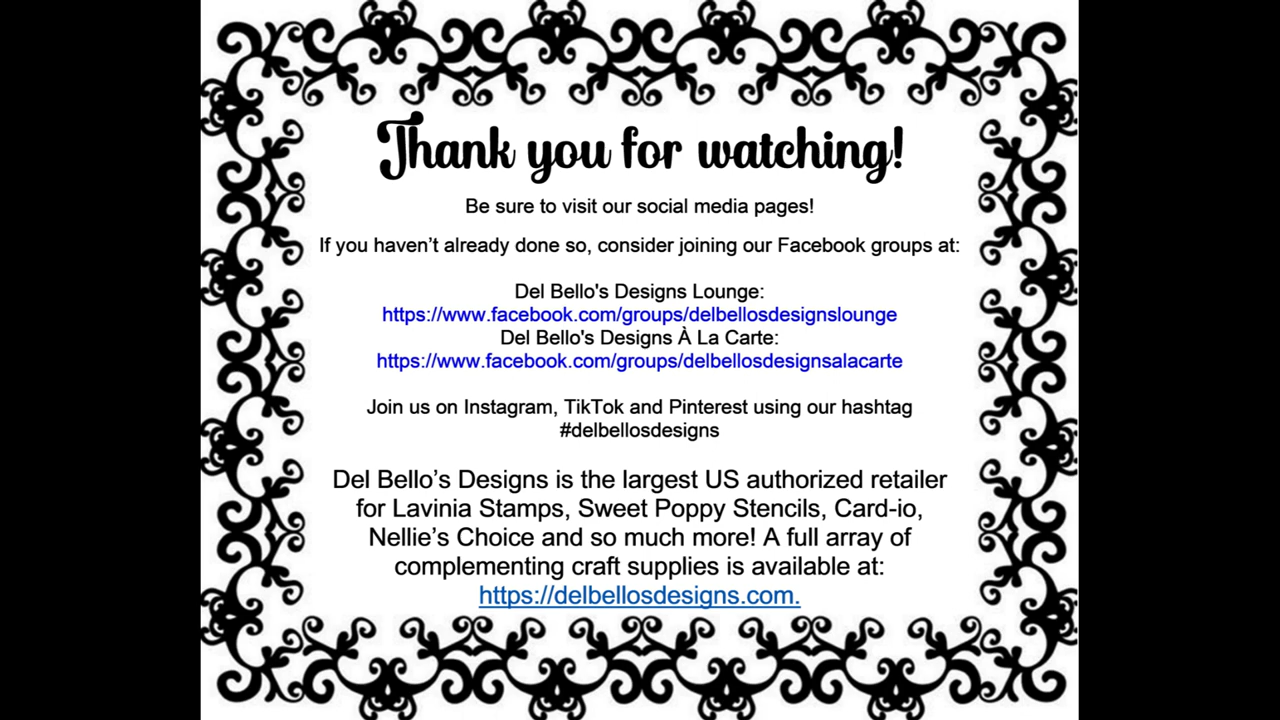 Thank you for watching!
Be sure to visit our social media pages!
If you haven’t already done so, consider joining our Facebook groups at:
Del Bello's Designs Lounge:
https://www.facebook.com/groups/delbellosdesignslounge
Del Bello's Designs À La Carte:
https://www.facebook.com/groups/delbellosdesignsalacarte
Join us on Instagram, TikTok and Pinterest using our hashtag
#delbellosdesigns
Del Bello’s Designs is the largest US authorized retailer
for Lavinia Stamps, Sweet Poppy Stencils, Card-io,
Nellie’s Choice and so much more! A full array of
complementing craft supplies is available at:
https://delbellosdesigns.com.